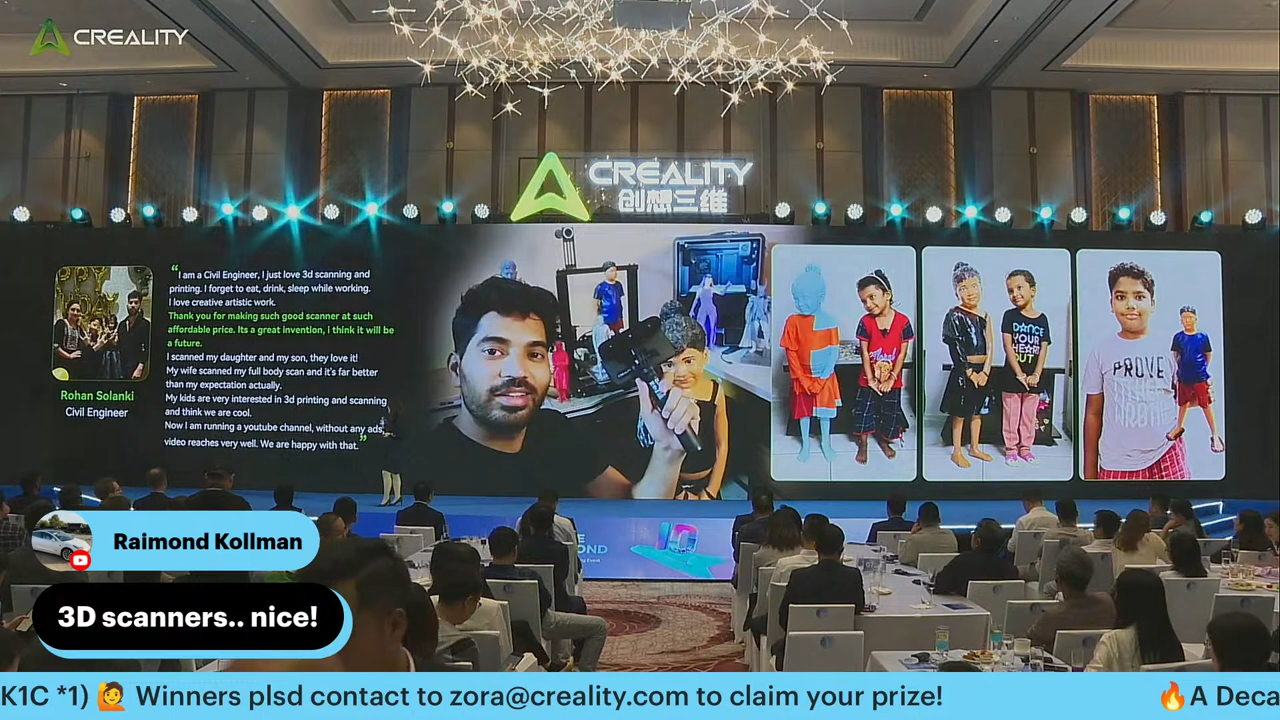 CREALITY
CREALITY
创想三维
“I am a Civil Engineer, I just love 3d scanning and
printing. I forget to eat, drink, sleep while working.
I love creative artistic work.
Thank you for making such good scanner at such
affordable price. Its a great invention, i think it will be
a future.
I scanned my daughter and my son, they love it!
My wife scanned my full body scan and it's far better
than my expectation actually.
My kids are very interested in 3d printing and scanning
and think we are cool.
Now I am running a youtube channel, without any ads,
video reaches very well. We are happy with that.”
Rohan Solanki
Civil Engineer
DANCE
YOUR
HEART
OUT
PROVE
THEM
WRONG
Raimond Kollman
3D scanners.. nice!
K1C *1) 🙋 Winners plsd contact to zora@creality.com to claim your prize!
🔥A Deca